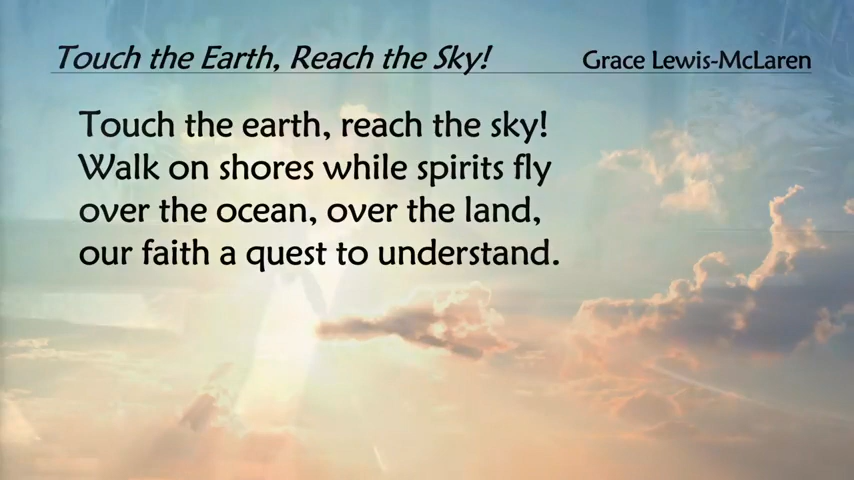 Touch the Earth, Reach the Sky! Grace Lewis-McLaren
Touch the earth, reach the sky!
Walk on shores while spirits fly
over the ocean, over the land,
our faith a quest to understand.